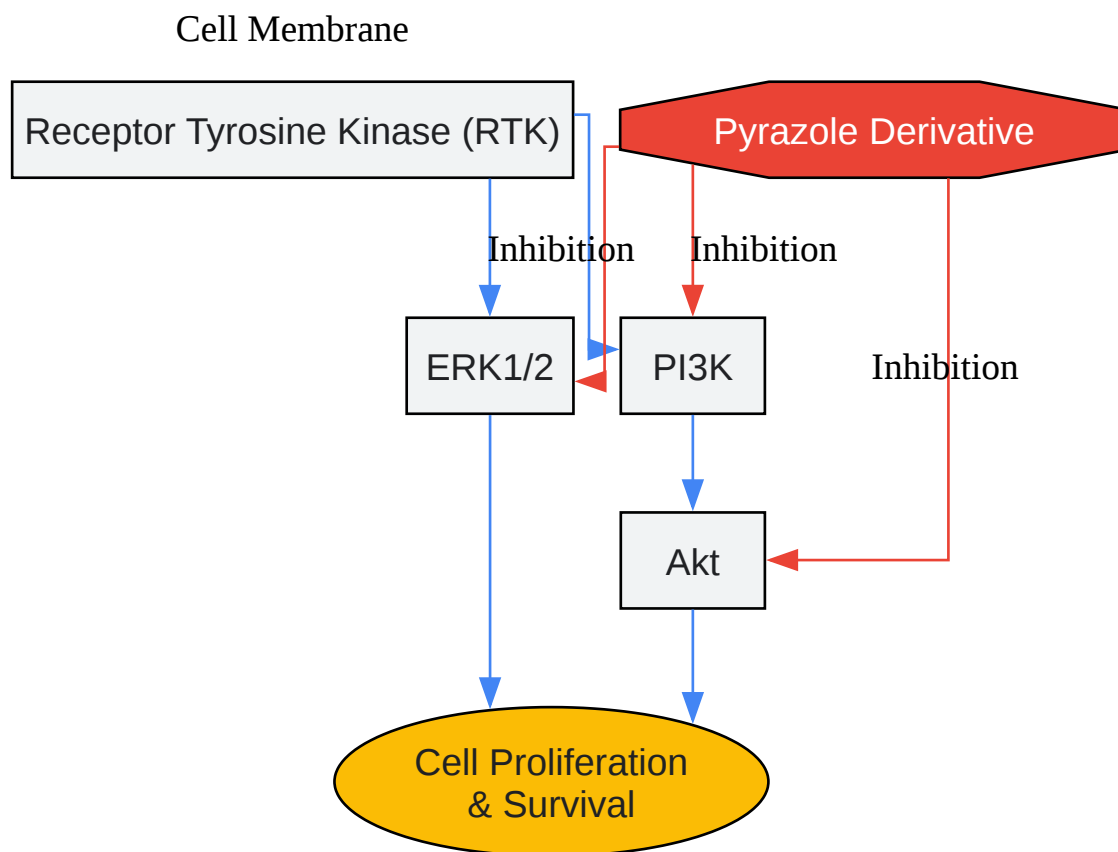 Cell Membrane
Receptor Tyrosine Kinase (RTK)
Pyrazole Derivative
Inhibition
Inhibition
ERK1/2
PI3K
Inhibition
Akt
Cell Proliferation
& Survival